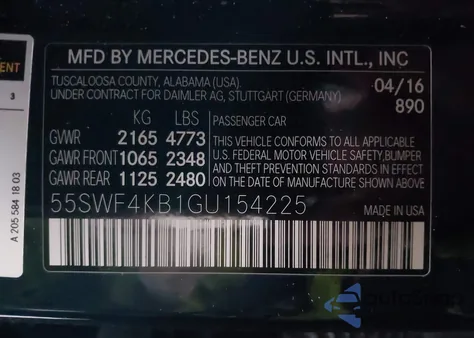 MFD BY MERCEDES-BENZ U.S. INTL., INC
TUSCALOOSA COUNTY, ALABAMA (USA). 04/16
UNDER CONTRACT FOR DAIMLER AG, STUTTGART (GERMANY) 890
KG LBS PASSENGER CAR
GVWR 2165 4773 THIS VEHICLE CONFORMS TO ALL APPLICABLE
GAWR FRONT 1065 2348 U.S. FEDERAL MOTOR VEHICLE SAFETY,BUMPER
GAWR REAR 1125 2480 AND THEFT PREVENTION STANDARDS IN EFFECT
ON THE DATE OF MANUFACTURE SHOWN ABOVE.
55SWF4KB1GU154225 MADE IN USA
ENT
3
A 205 584 18 03